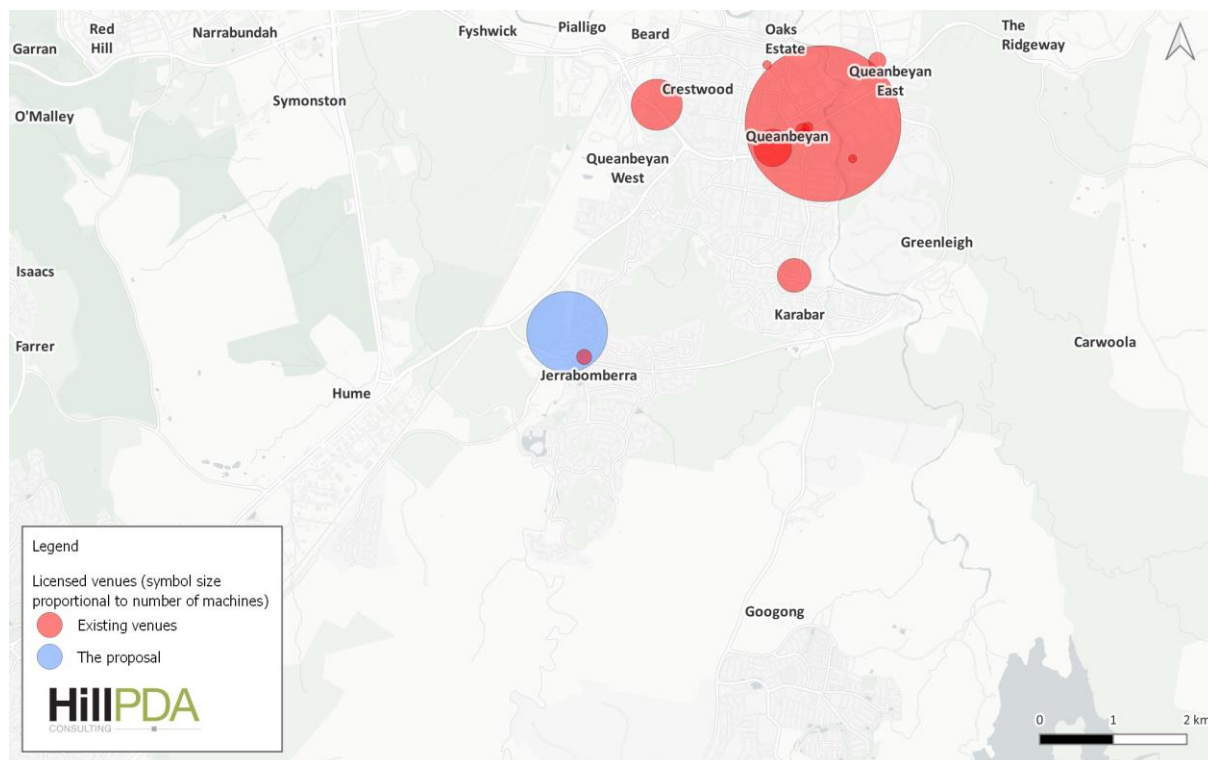 Red
Hill
Narrabundah
Garran
Fyshwick
Pialligo
Beard
Oaks
Estate
The
Ridgeway
Symonston
O'Malley
Crestwood
Queanbeyan
East
Queanbeyan
Queanbeyan
West
Greenleigh
Isaacs
Karabar
Farrer
Carwoola
Jerrabomberra
Hume
Googong
Legend
Licensed venues (symbol size
proportional to number of machines)
Existing venues
The proposal
HillPDA
CONSULTING
0 1 2 km